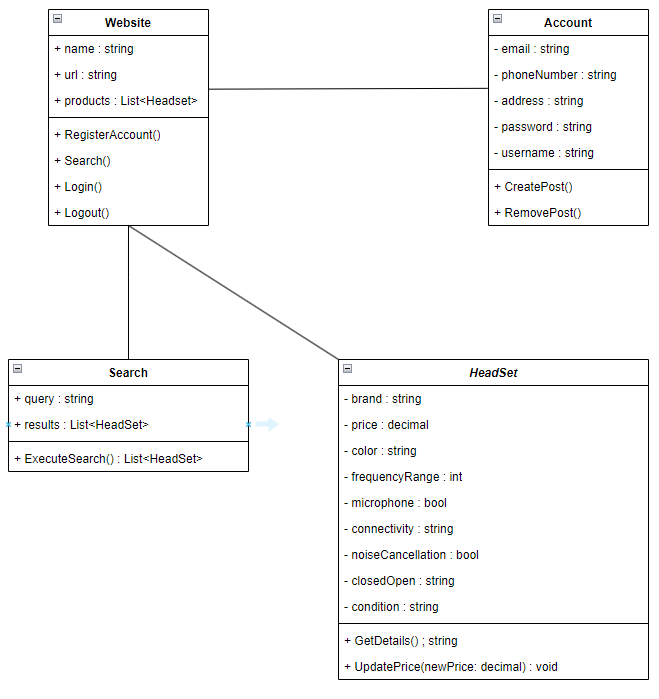 Website
+ name : string
+ url : string
+ products : List<Headset>
+ RegisterAccount()
+ Search()
+ Login()
+ Logout()
Account
- email : string
- phoneNumber : string
- address : string
- password : string
- username : string
+ CreatePost()
+ RemovePost()
Search
+ query : string
+ results : List<HeadSet>
+ ExecuteSearch() : List<HeadSet>
HeadSet
- brand : string
- price : decimal
- color : string
- frequencyRange : int
- microphone : bool
- connectivity : string
- noiseCancellation : bool
- closedOpen : string
- condition : string
+ GetDetails() ; string
+ UpdatePrice(newPrice: decimal) : void